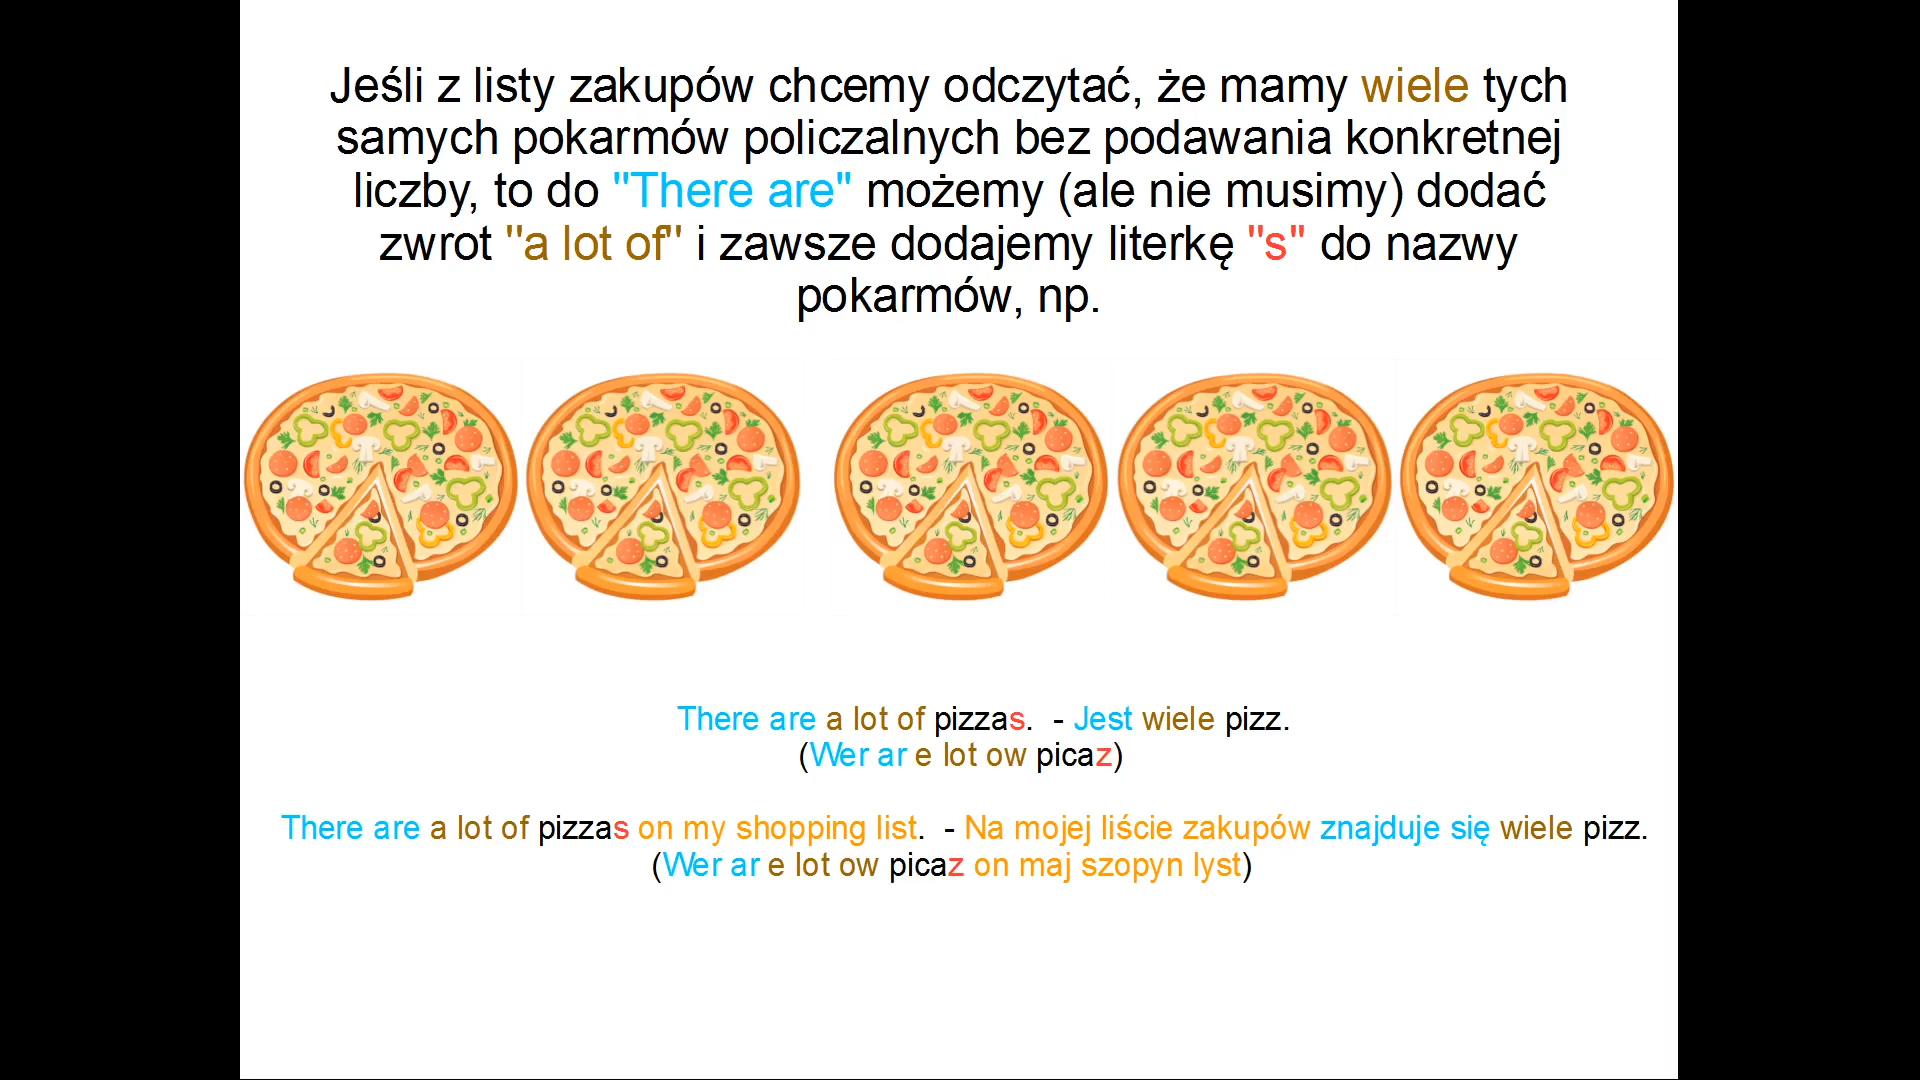 Jeśli z listy zakupów chcemy odczytać, że mamy wiele tych
samych pokarmów policzalnych bez podawania konkretnej
liczby, to do "There are" możemy (ale nie musimy) dodać
zwrot "a lot of" i zawsze dodajemy literkę "s" do nazwy
pokarmów, np.
There are a lot of pizzas.  - Jest wiele pizz.
(Wer ar e lot ow picaz)
There are a lot of pizzas on my shopping list.  - Na mojej liście zakupów znajduje się wiele pizz.
(Wer ar e lot ow picaz on maj szopyn lyst)